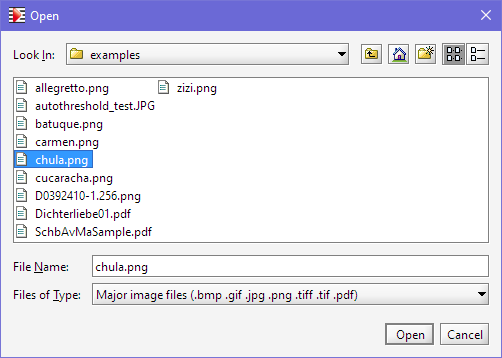 Open
Look In: examples
allegretto.png
autothreshold_test.JPG
batuque.png
carmen.png
chula.png
cucaracha.png
D0392410-1.256.png
Dichterliebe01.pdf
SchbAvMaSample.pdf
zizi.png
File Name: chula.png
Files of Type: Major image files (.bmp .gif .jpg .png .tiff .tif .pdf)
Open Cancel